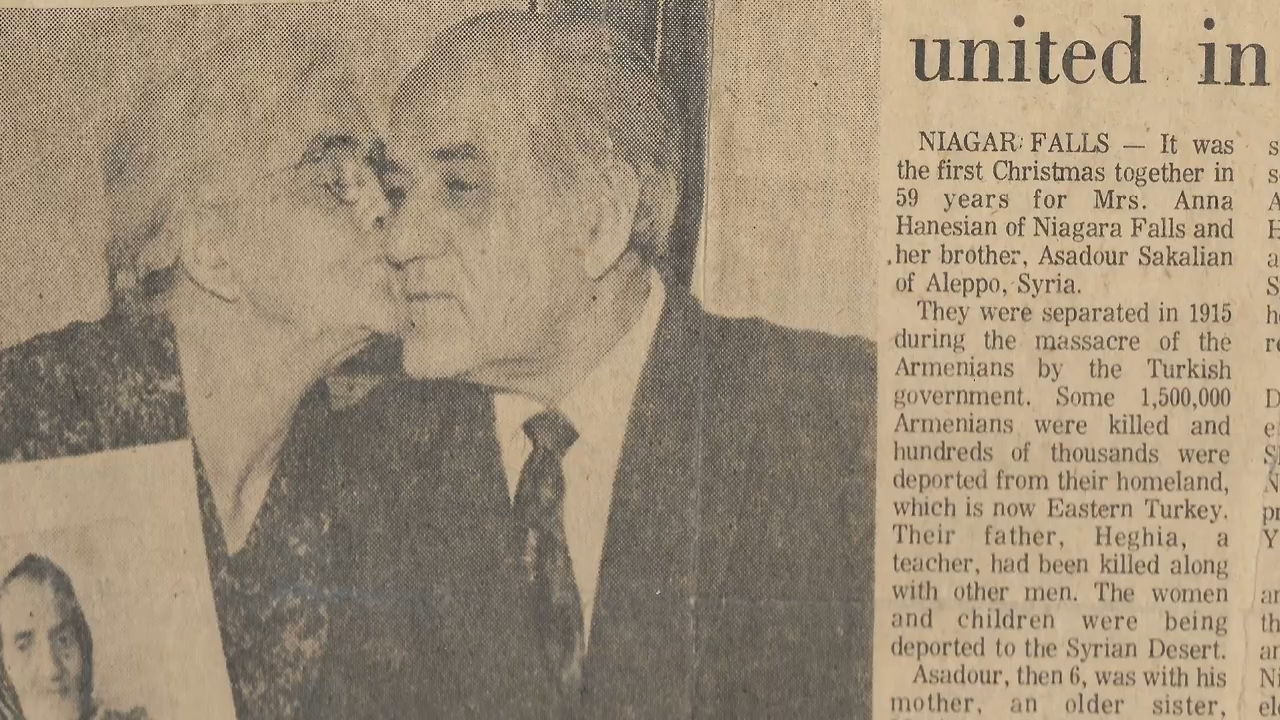 united in
NIAGAR FALLS — It was
the first Christmas together in
59 years for Mrs. Anna
Hanesian of Niagara Falls and
her brother, Asadour Sakalian
of Aleppo, Syria.
They were separated in 1915
during the massacre of the
Armenians by the Turkish
government. Some 1,500,000
Armenians were killed and
hundreds of thousands were
deported from their homeland,
which is now Eastern Turkey.
Their father, Heghia, a
teacher, had been killed along
with other men. The women
and children were being
deported to the Syrian Desert.
Asadour, then 6, was with his
mother, an older sister,